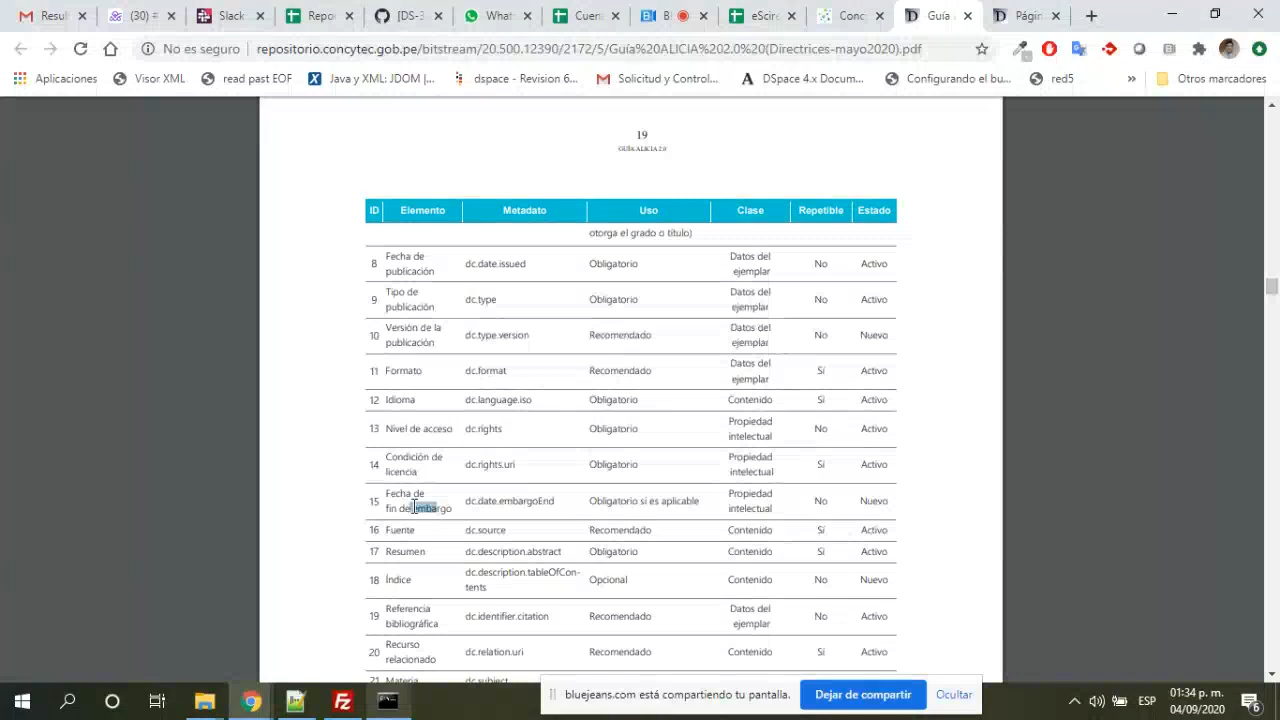 Resul
(30)
Slack
Repo
[DS-3
Whats
Cuen
B
eScire
Conc
Guía
Págin
No es seguro | repositorio.concytec.gob.pe/bitstream/20.500.12390/2172/5/Guía%20ALICIA%202.0%20(Directrices-mayo2020).pdf
Aplicaciones
Visor XML
read past EOF
Java y XML: JDOM |...
dspace - Revision 6...
Solicitud y Control...
DSpace 4.x Docum...
Configurando el bu...
red5
»
Otros marcadores
19
GUÍA ALICIA 2.0
ID Elemento Metadato Uso Clase Repetible Estado
otorga el grado o título)
8 Fecha de publicación dc.date.issued Obligatorio Datos del ejemplar No Activo
9 Tipo de publicación dc.type Obligatorio Datos del ejemplar No Activo
10 Versión de la publicación dc.type.version Recomendado Datos del ejemplar No Nuevo
11 Formato dc.format Recomendado Datos del ejemplar Sí Activo
12 Idioma dc.language.iso Obligatorio Contenido Sí Activo
13 Nivel de acceso dc.rights Obligatorio Propiedad intelectual No Activo
14 Condición de licencia dc.rights.uri Obligatorio Propiedad intelectual Sí Activo
15 Fecha de fin de embargo dc.date.embargoEnd Obligatorio si es aplicable Propiedad intelectual No Nuevo
16 Fuente dc.source Recomendado Contenido Sí Activo
17 Resumen dc.description.abstract Obligatorio Contenido Sí Activo
18 Índice dc.description.tableOfCon-tents Opcional Contenido No Nuevo
19 Referencia bibliográfica dc.identifier.citation Recomendado Datos del ejemplar No Activo
20 Recurso relacionado dc.relation.uri Recomendado Contenido Sí Activo
21 Materia dc.subject
bluejeans.com está compartiendo tu pantalla.
Dejar de compartir
Ocultar
ESP
01:34 p. m.
04/09/2020
6